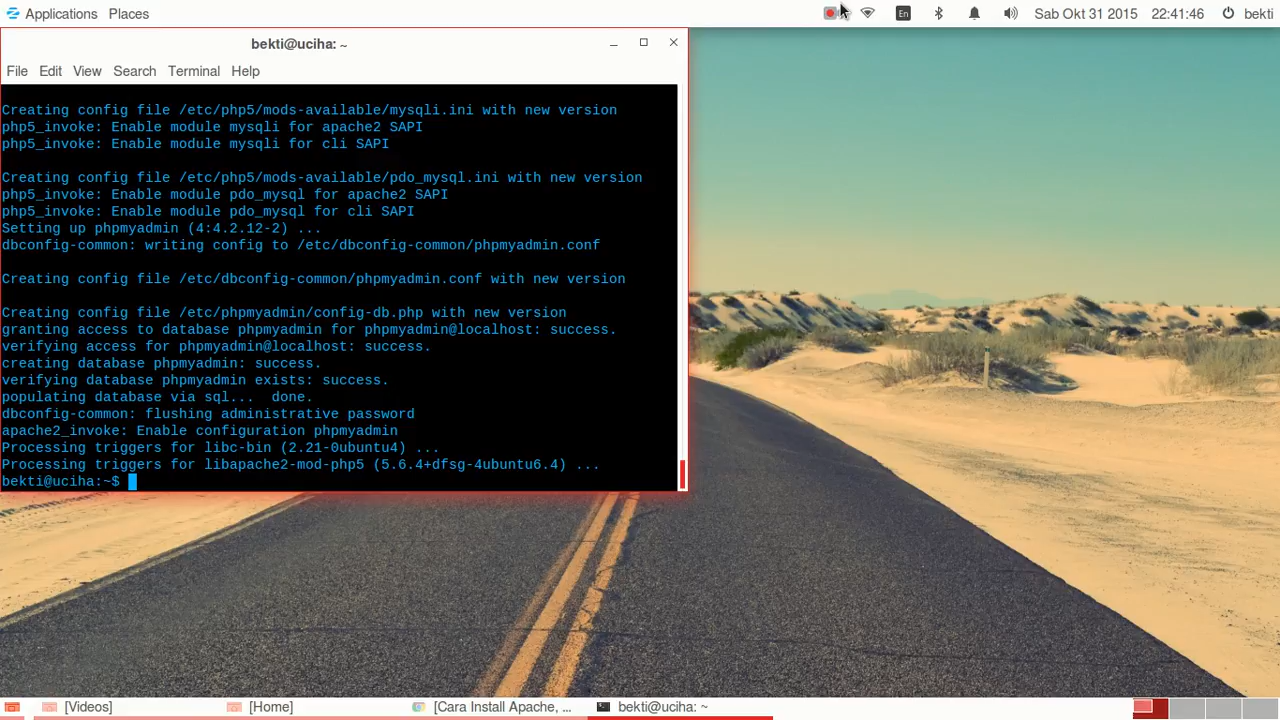 Applications Places
En Sab Okt 31 2015 22:41:46 bekti
bekti@uciha: ~
File Edit View Search Terminal Help
Creating config file /etc/php5/mods-available/mysqli.ini with new version
php5_invoke: Enable module mysqli for apache2 SAPI
php5_invoke: Enable module mysqli for cli SAPI
Creating config file /etc/php5/mods-available/pdo_mysql.ini with new version
php5_invoke: Enable module pdo_mysql for apache2 SAPI
php5_invoke: Enable module pdo_mysql for cli SAPI
Setting up phpmyadmin (4:4.2.12-2) ...
dbconfig-common: writing config to /etc/dbconfig-common/phpmyadmin.conf
Creating config file /etc/dbconfig-common/phpmyadmin.conf with new version
Creating config file /etc/phpmyadmin/config-db.php with new version
granting access to database phpmyadmin for phpmyadmin@localhost: success.
verifying access for phpmyadmin@localhost: success.
creating database phpmyadmin: success.
verifying database phpmyadmin exists: success.
populating database via sql...  done.
dbconfig-common: flushing administrative password
apache2_invoke: Enable configuration phpmyadmin
Processing triggers for libc-bin (2.21-0ubuntu4) ...
Processing triggers for libapache2-mod-php5 (5.6.4+dfsg-4ubuntu6.4) ...
bekti@uciha:~$
[Videos] [Home] [Cara Install Apache, ... bekti@uciha: ~